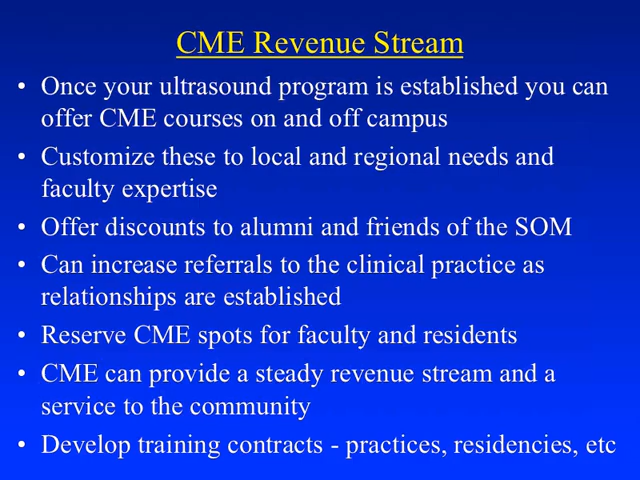 CME Revenue Stream
• Once your ultrasound program is established you can
offer CME courses on and off campus
• Customize these to local and regional needs and
faculty expertise
• Offer discounts to alumni and friends of the SOM
• Can increase referrals to the clinical practice as
relationships are established
• Reserve CME spots for faculty and residents
• CME can provide a steady revenue stream and a
service to the community
• Develop training contracts - practices, residencies, etc